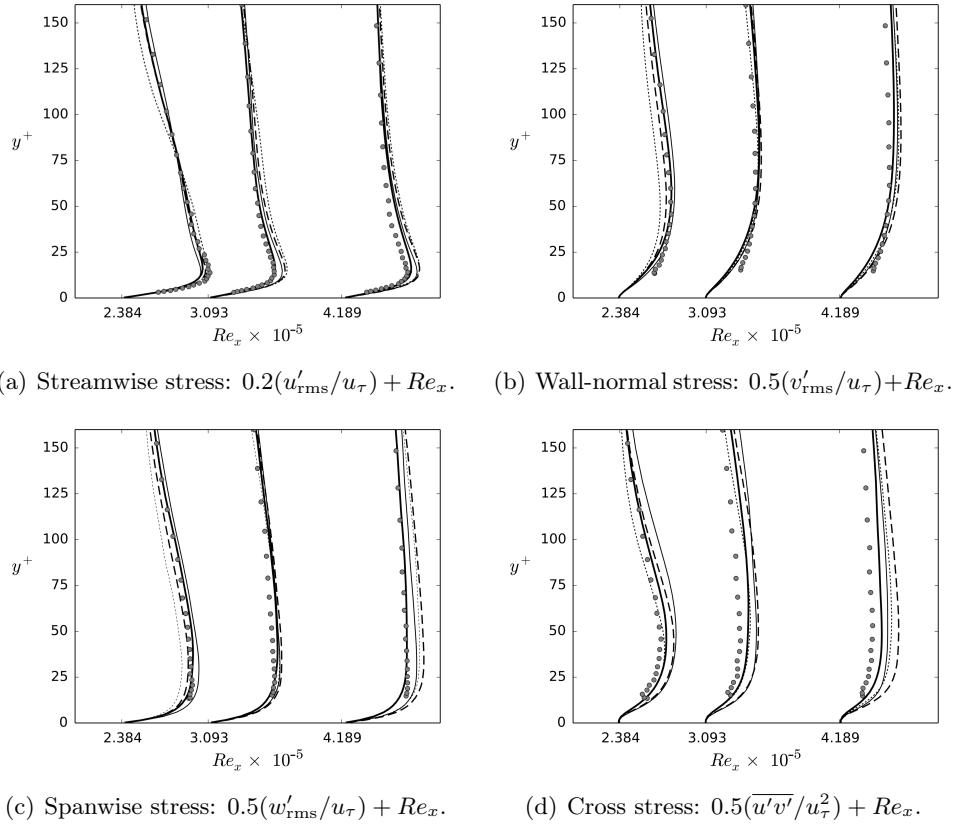 150
125
100
y⁺
75
50
25
0
2.384 3.093 4.189
Re_x × 10⁻⁵
150
125
100
y⁺
75
50
25
0
2.384 3.093 4.189
Re_x × 10⁻⁵
a) Streamwise stress: 0.2(u′_rms/u_τ) + Re_x.
(b) Wall-normal stress: 0.5(v′_rms/u_τ)+Re_x.
150
125
100
y⁺
75
50
25
0
2.384 3.093 4.189
Re_x × 10⁻⁵
150
125
100
y⁺
75
50
25
0
2.384 3.093 4.189
Re_x × 10⁻⁵
(c) Spanwise stress: 0.5(w′_rms/u_τ) + Re_x.
(d) Cross stress: 0.5(\overline{u′v′}/u_τ²) + Re_x.